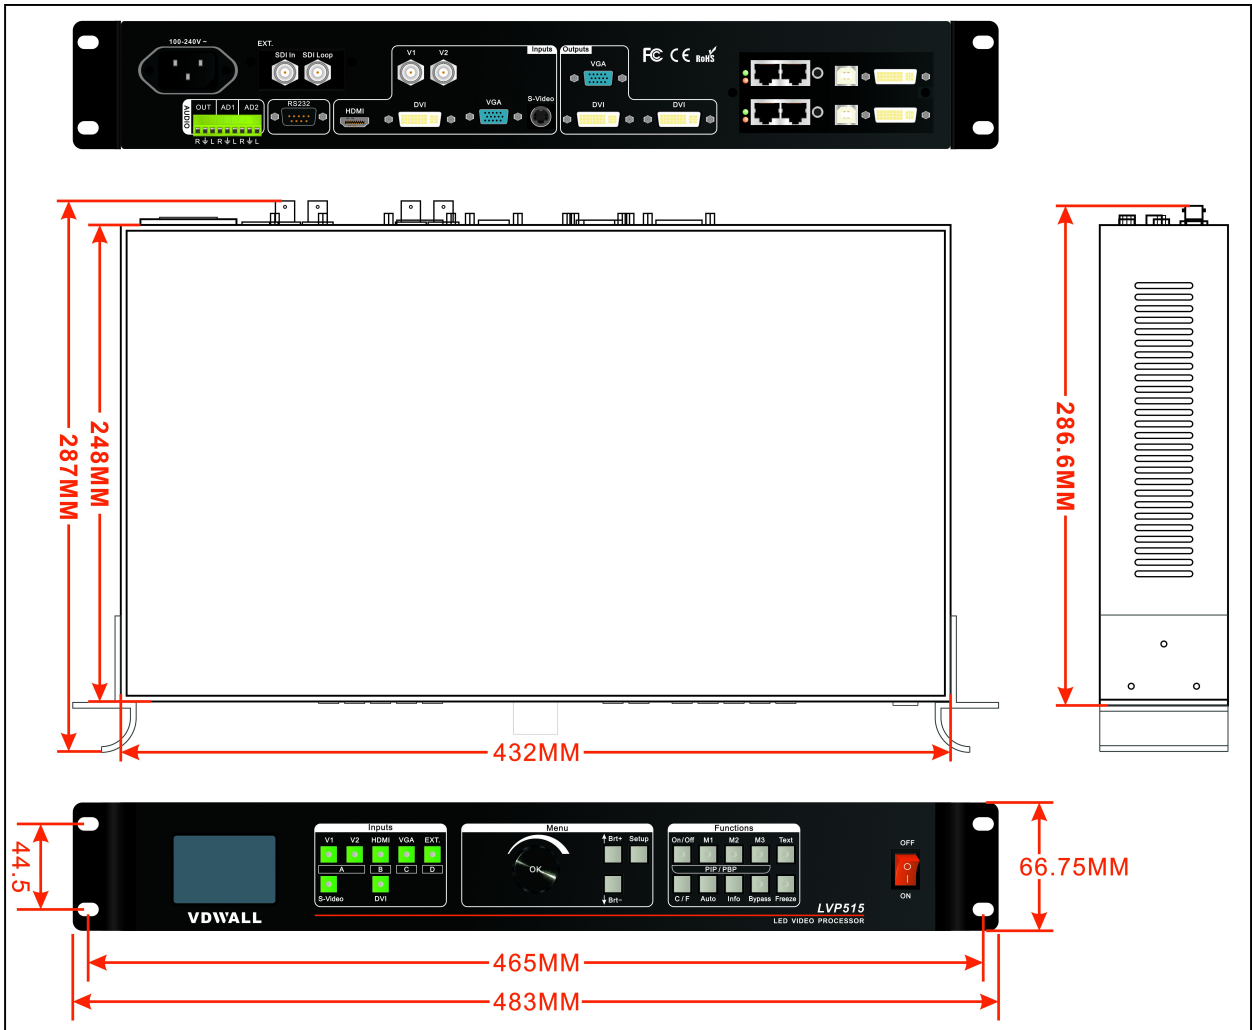 100-240V ~
EXT.
SDI In SDI Loop
V1 V2
Inputs
Outputs
VGA
FC CE RoHS
AUDIO
OUT AD1 AD2
R L R L R L
RS232
HDMI
DVI
VGA
S-Video
DVI
DVI
248MM
287MM
286.6MM
432MM
Inputs
V1 V2 HDMI VGA EXT.
A B C D
S-Video DVI
Menu
OK
Brt+ Setup
Brt-
Functions
On/Off M1 M2 M3 Text
PIP / PBP
C / F Auto Info Bypass Freeze
OFF
ON
VDWALL
LVP515
LED VIDEO PROCESSOR
44.5
66.75MM
465MM
483MM